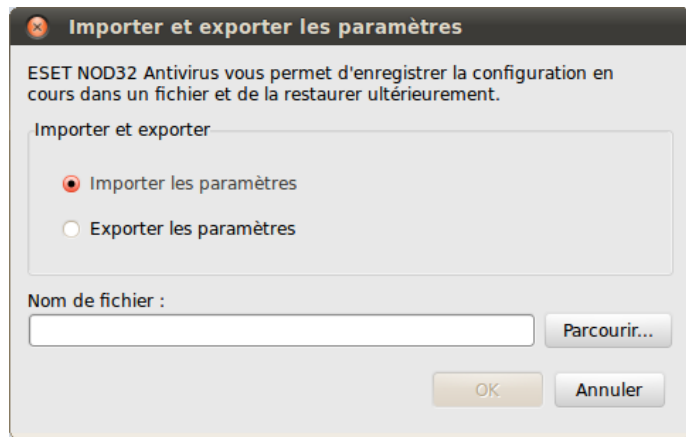 Importer et exporter les paramètres
ESET NOD32 Antivirus vous permet d'enregistrer la configuration en
cours dans un fichier et de la restaurer ultérieurement.
Importer et exporter
Importer les paramètres
Exporter les paramètres
Nom de fichier :
Parcourir...
OK
Annuler